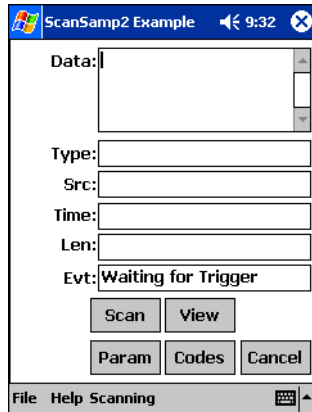 ScanSamp2 Example 9:32
Data:
Type:
Src:
Time:
Len:
Evt: Waiting for Trigger
Scan View
Param Codes Cancel
File Help Scanning